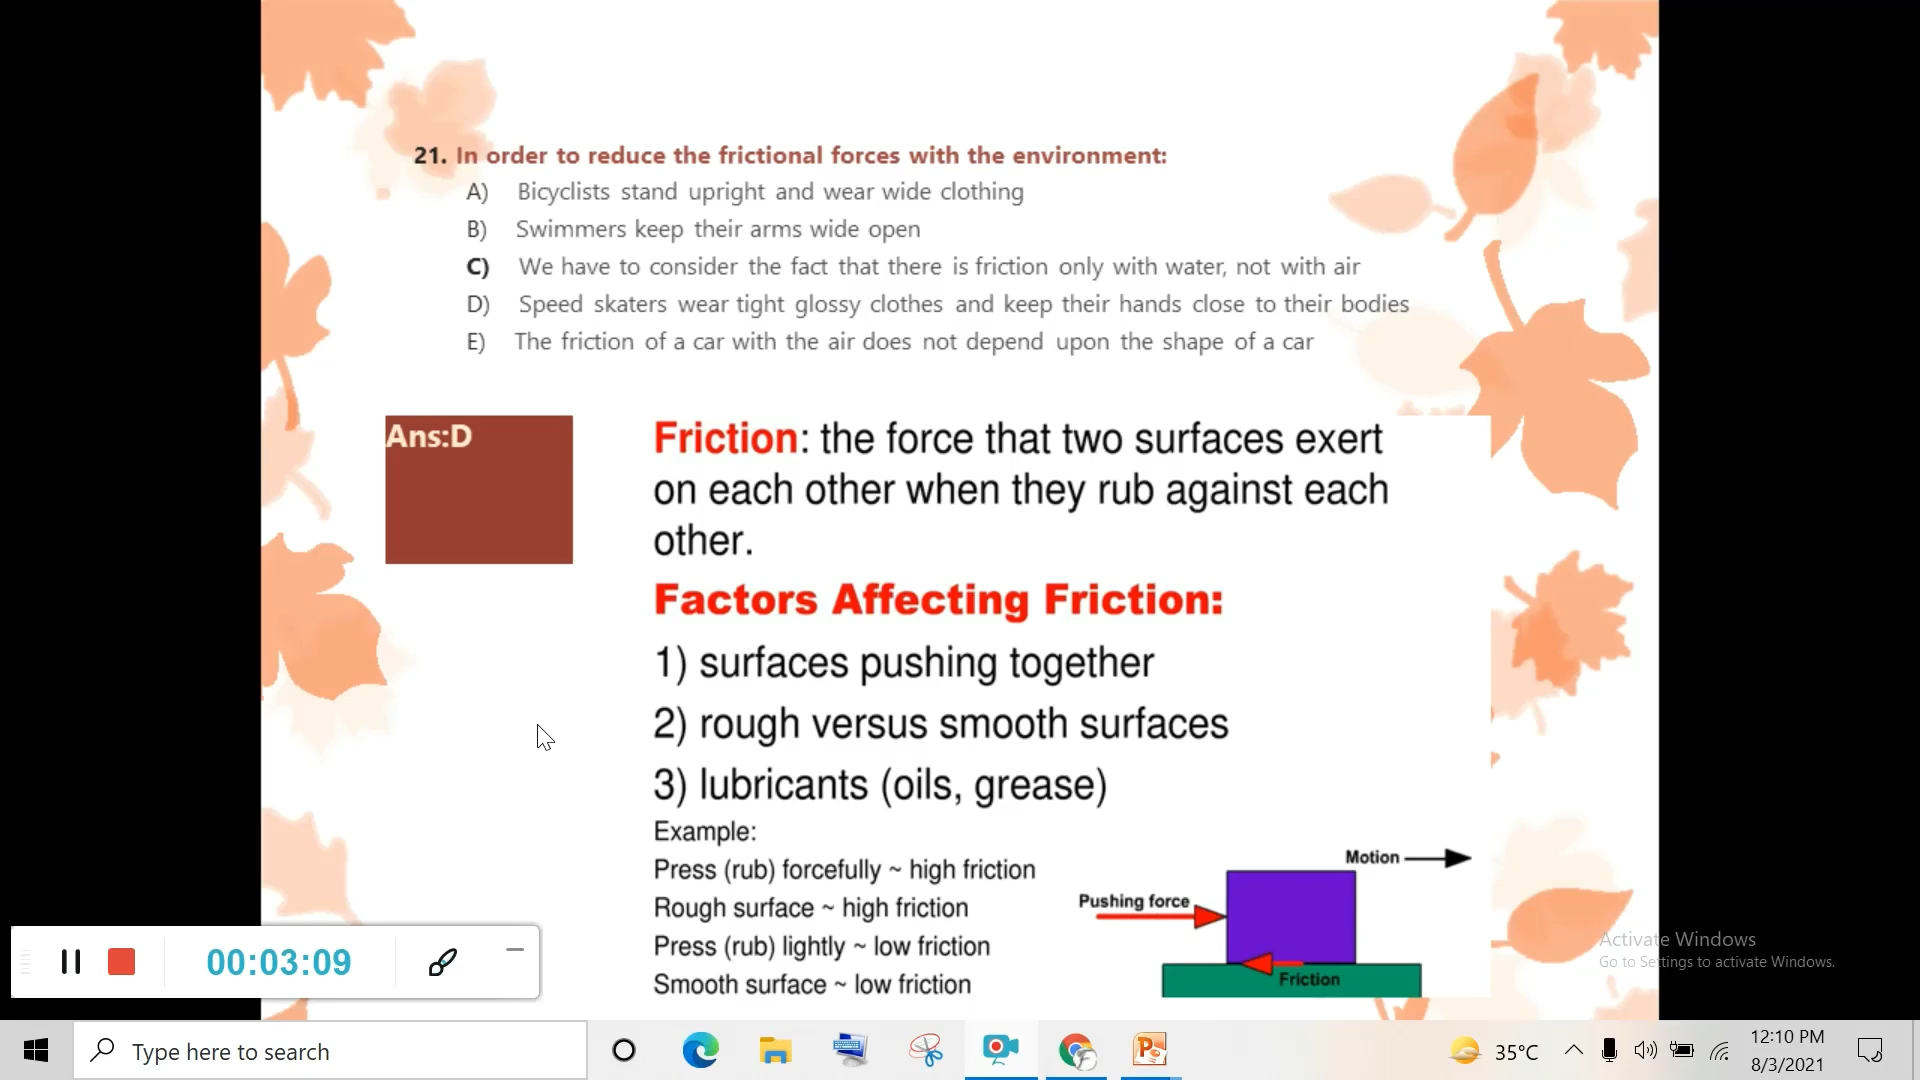 21. In order to reduce the frictional forces with the environment:
A) Bicyclists stand upright and wear wide clothing
B) Swimmers keep their arms wide open
C) We have to consider the fact that there is friction only with water, not with air
D) Speed skaters wear tight glossy clothes and keep their hands close to their bodies
E) The friction of a car with the air does not depend upon the shape of a car
Ans:D
Friction: the force that two surfaces exert
on each other when they rub against each
other.
Factors Affecting Friction:
1) surfaces pushing together
2) rough versus smooth surfaces
3) lubricants (oils, grease)
Example:
Press (rub) forcefully ~ high friction
Rough surface ~ high friction
Press (rub) lightly ~ low friction
Smooth surface ~ low friction
Motion
Pushing force
Friction
Activate Windows
Go to Settings to activate Windows.
00:03:09
Type here to search
35°C
12:10 PM
8/3/2021